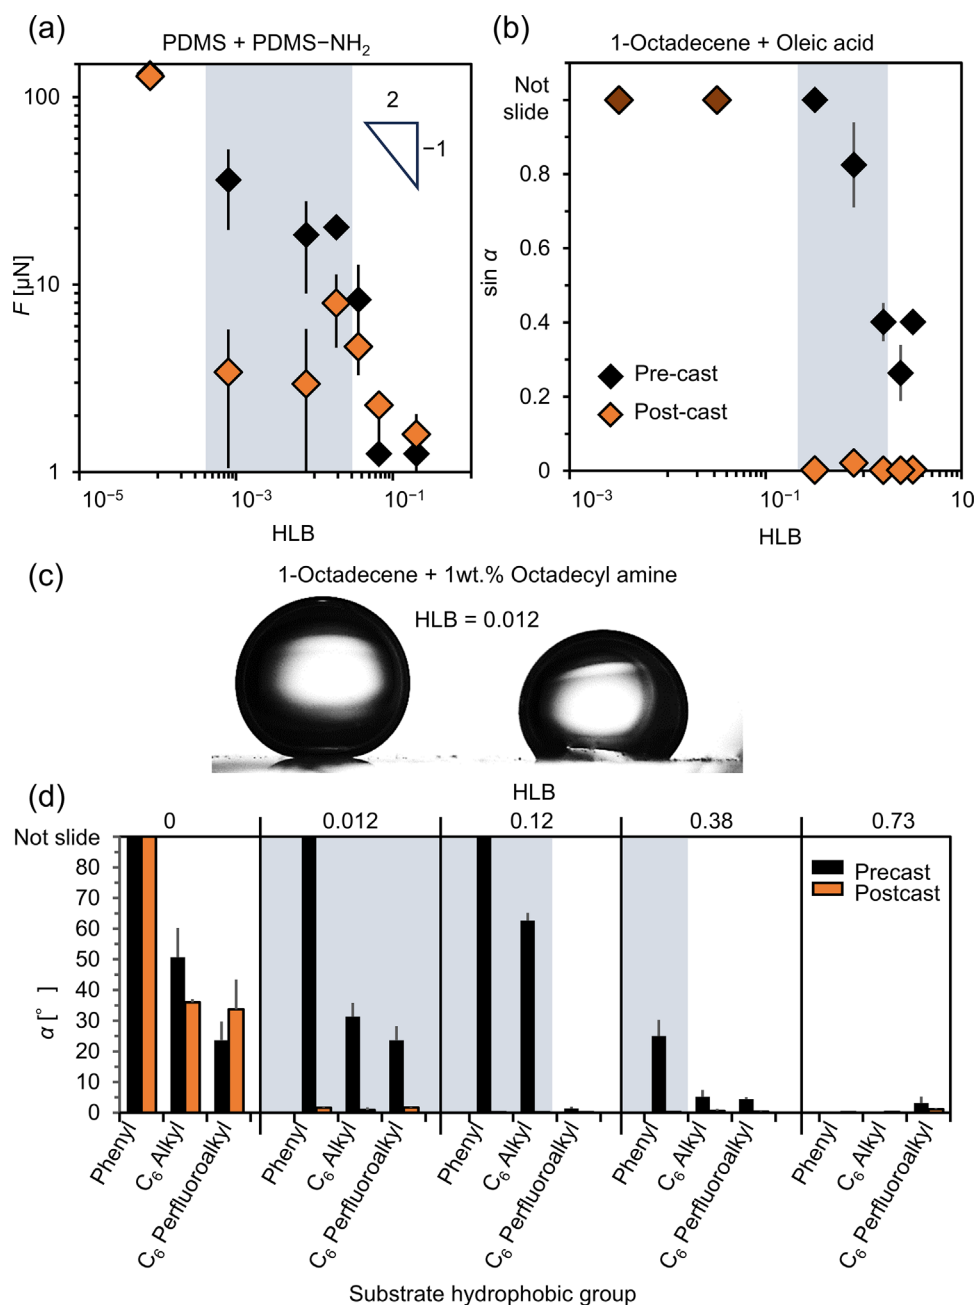 (a)
PDMS + PDMS−NH₂
100
10
1
F [µN]
2
−1
10⁻⁵
10⁻³
10⁻¹
HLB
(b)
1-Octadecene + Oleic acid
Not
slide
0.8
0.6
0.4
0.2
0
sin α
Pre-cast
Post-cast
10⁻³
10⁻¹
10
HLB
(c)
1-Octadecene + 1wt.% Octadecyl amine
HLB = 0.012
(d)
HLB
0 0.012 0.12 0.38 0.73
Not slide
80
70
60
50
40
30
20
10
0
α [°]
Precast
Postcast
Phenyl
C₆ Alkyl
C₆ Perfluoroalkyl
Phenyl
C₆ Alkyl
C₆ Perfluoroalkyl
Phenyl
C₆ Alkyl
C₆ Perfluoroalkyl
Phenyl
C₆ Alkyl
C₆ Perfluoroalkyl
Phenyl
C₆ Alkyl
C₆ Perfluoroalkyl
Substrate hydrophobic group